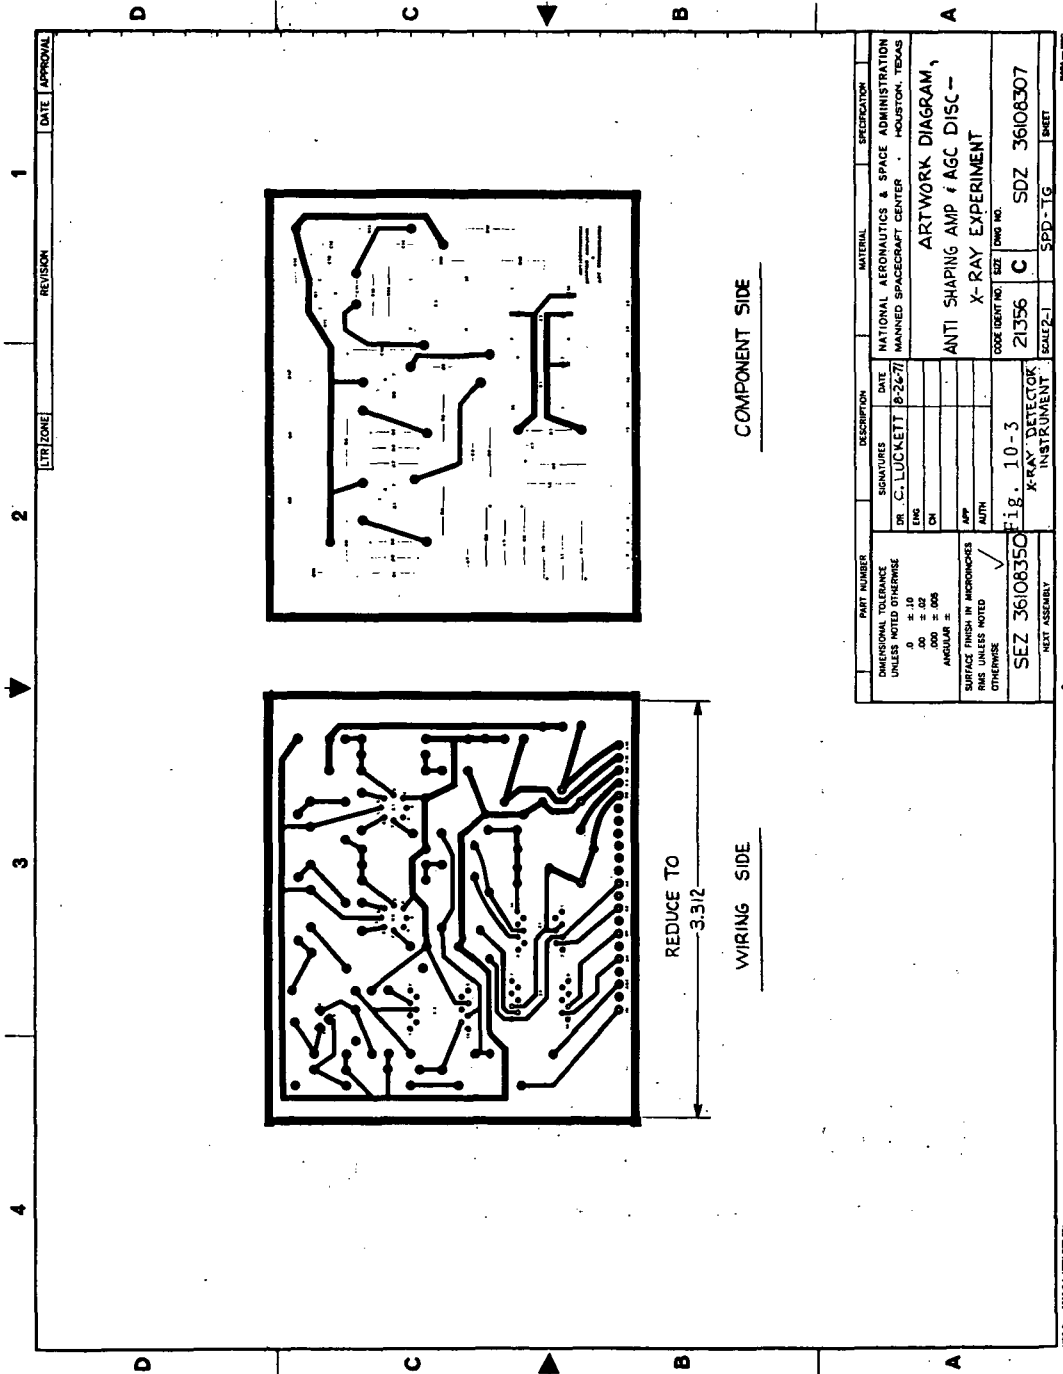 4
3
2
1
LTR ZONE
REVISION
DATE
APPROVAL
D
D
C
C
B
B
A
A
REDUCE TO
3.312
WIRING SIDE
COMPONENT SIDE
PART NUMBER
DESCRIPTION
MATERIAL
SPECIFICATION
DIMENSIONAL TOLERANCE
UNLESS NOTED OTHERWISE
.0 ± .10
.00 ± .02
.000 ± .005
ANGULAR ±
SURFACE FINISH IN MICROINCHES
RMS UNLESS NOTED
OTHERWISE
SEZ 36108350
NEXT ASSEMBLY
SIGNATURES
DATE
DR C. LUCKETT 8-26-71
ENG
CH
APP
AUTH
Fig. 10-3
X-RAY DETECTOR
INSTRUMENT
NATIONAL AERONAUTICS & SPACE ADMINISTRATION
MANNED SPACECRAFT CENTER · HOUSTON, TEXAS
ARTWORK DIAGRAM,
ANTI SHAPING AMP & AGC DISC-
X-RAY EXPERIMENT
CODE IDENT NO.
SIZE
DWG NO.
21356
C
SDZ 36108307
SCALE 2-1
SPD-TG
SHEET